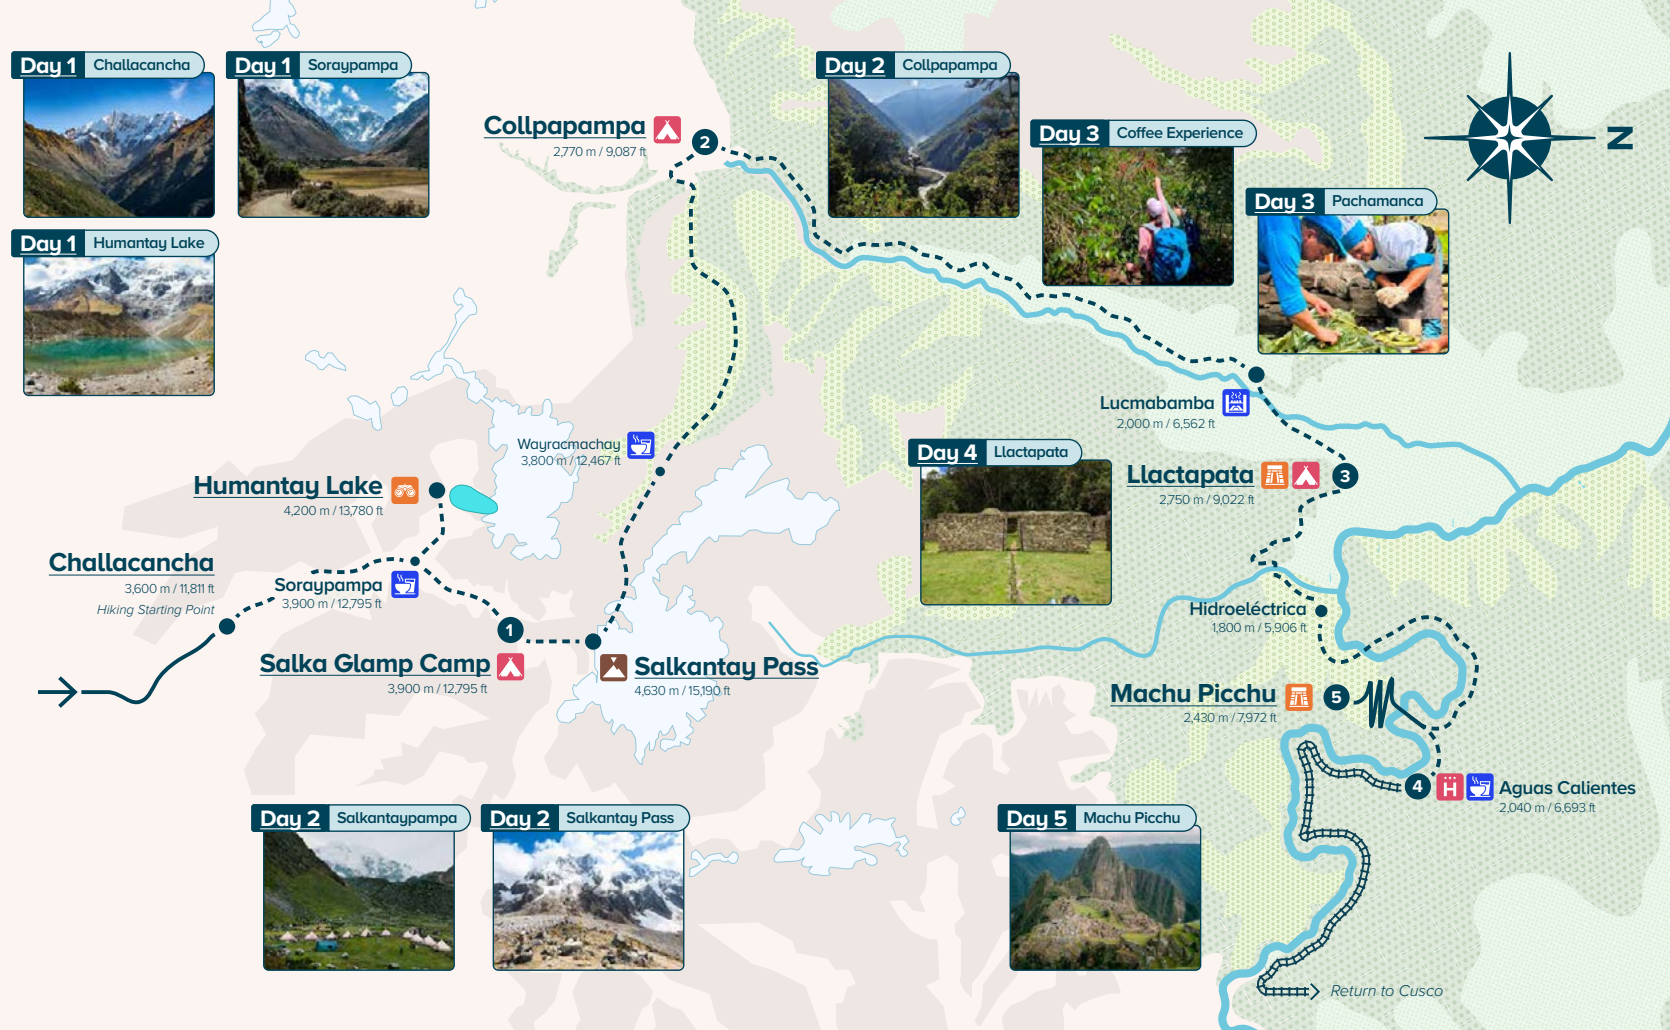 Day 1 Challacancha
Day 1 Soraypampa
Day 2 Collpapampa
Day 3 Coffee Experience
Day 3 Pachamanca
Day 1 Humantay Lake
N
Collpapampa
2,770 m / 9,087 ft
2
Lucmabamba
2,000 m / 6,562 ft
Wayracmachay
3,800 m / 12,467 ft
Day 4 Llactapata
Llactapata
2,750 m / 9,022 ft
3
Humantay Lake
4,200 m / 13,780 ft
Challacancha
3,600 m / 11,811 ft
Hiking Starting Point
Soraypampa
3,900 m / 12,795 ft
1
Salka Glamp Camp
3,900 m / 12,795 ft
Salkantay Pass
4,630 m / 15,190 ft
Hidroeléctrica
1,800 m / 5,906 ft
Machu Picchu
2,430 m / 7,972 ft
5
4
H
Aguas Calientes
2,040 m / 6,693 ft
Day 2 Salkantaypampa
Day 2 Salkantay Pass
Day 5 Machu Picchu
Return to Cusco